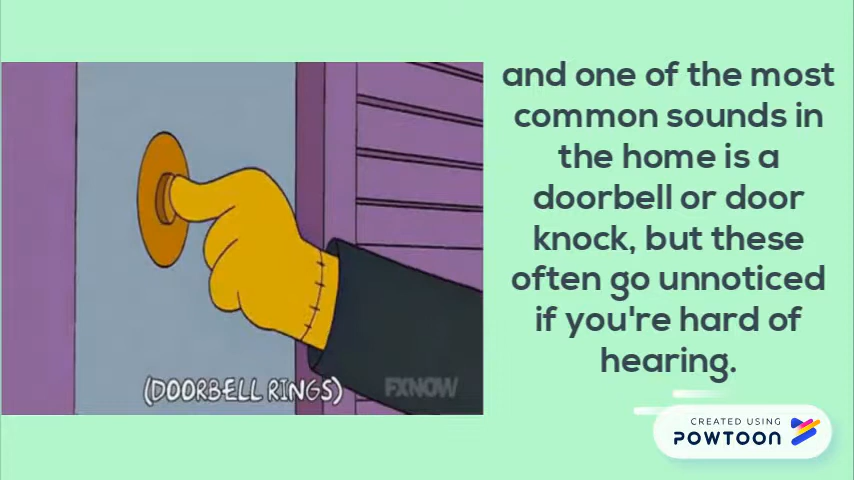 and one of the most
common sounds in
the home is a
doorbell or door
knock, but these
often go unnoticed
if you're hard of
hearing.
(DOORBELL RINGS)
FXNOW
CREATED USING
POWTOON